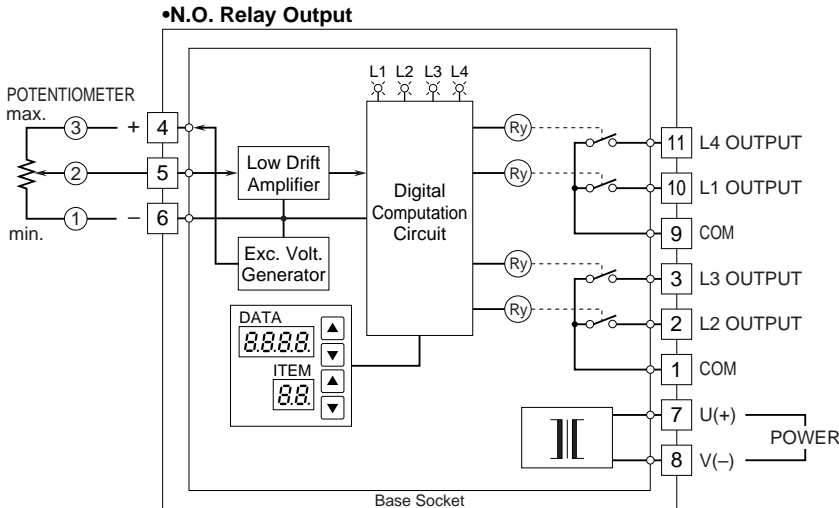 •N.O. Relay Output
L1 L2 L3 L4
POTENTIOMETER
max.
3 + 4
2 5
1 – 6
min.
Low Drift
Amplifier
Exc. Volt.
Generator
Digital
Computation
Circuit
DATA
8.8.8.8.
ITEM
8.8.
Ry
Ry
Ry
Ry
11 L4 OUTPUT
10 L1 OUTPUT
9 COM
3 L3 OUTPUT
2 L2 OUTPUT
1 COM
7 U(+)
POWER
8 V(–)
Base Socket